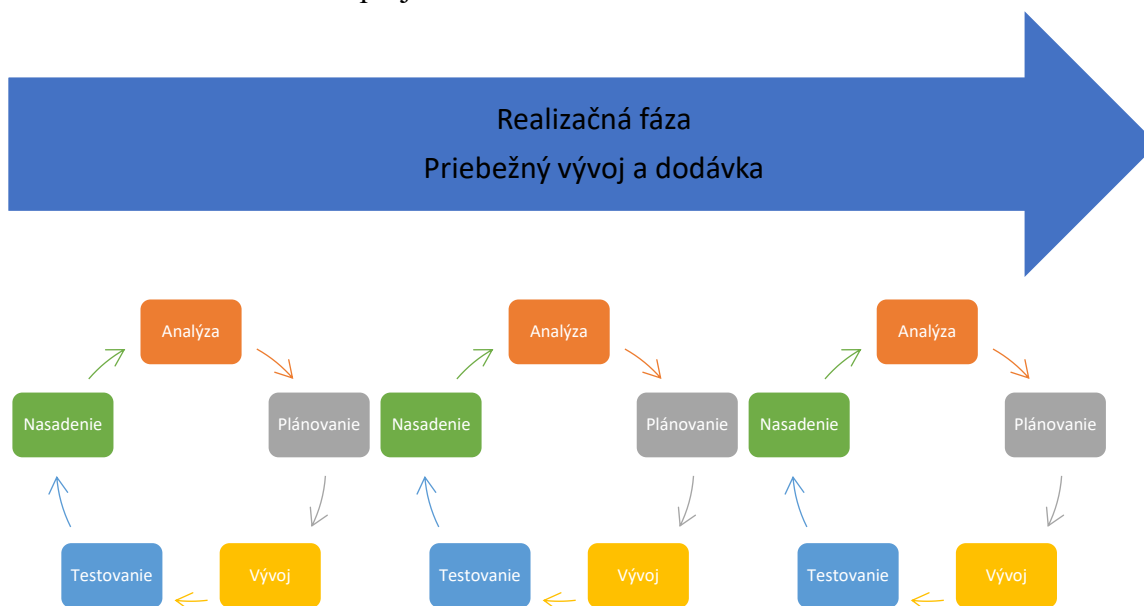 Realizačná fáza
Priebežný vývoj a dodávka
Analýza
Analýza
Analýza
Nasadenie
Plánovanie
Nasadenie
Plánovanie
Nasadenie
Plánovanie
Testovanie
Vývoj
Testovanie
Vývoj
Testovanie
Vývoj